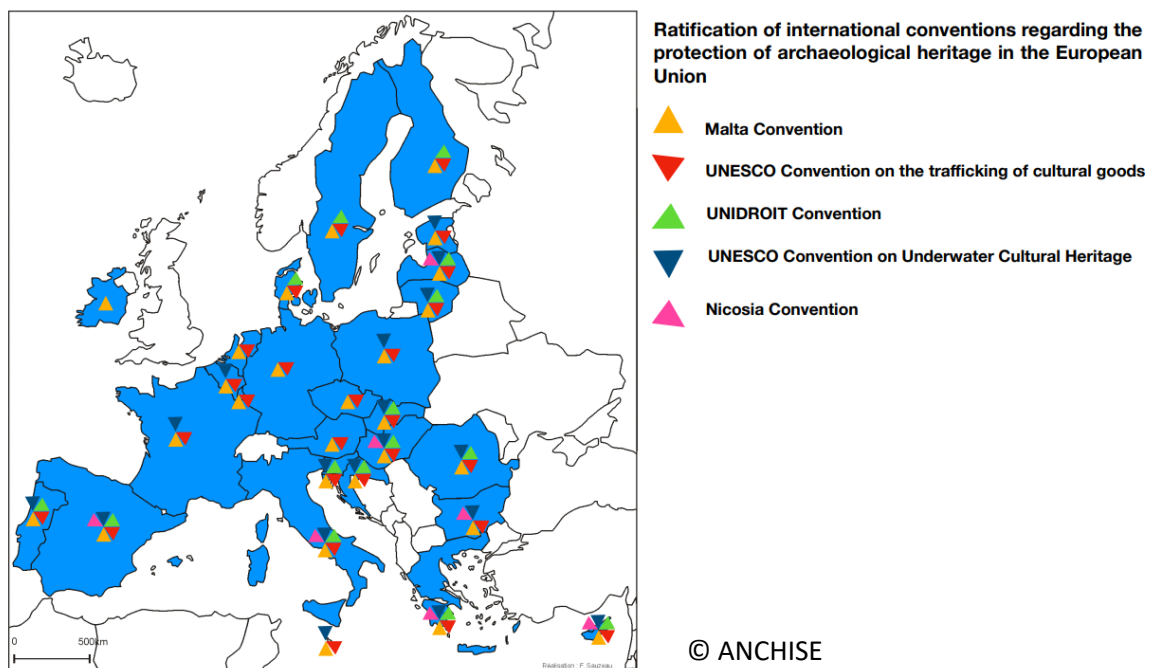 Ratification of international conventions regarding the
protection of archaeological heritage in the European
Union
Malta Convention
UNESCO Convention on the trafficking of cultural goods
UNIDROIT Convention
UNESCO Convention on Underwater Cultural Heritage
Nicosia Convention
0
500km
Réalisation : F. Sauzeau
© ANCHISE